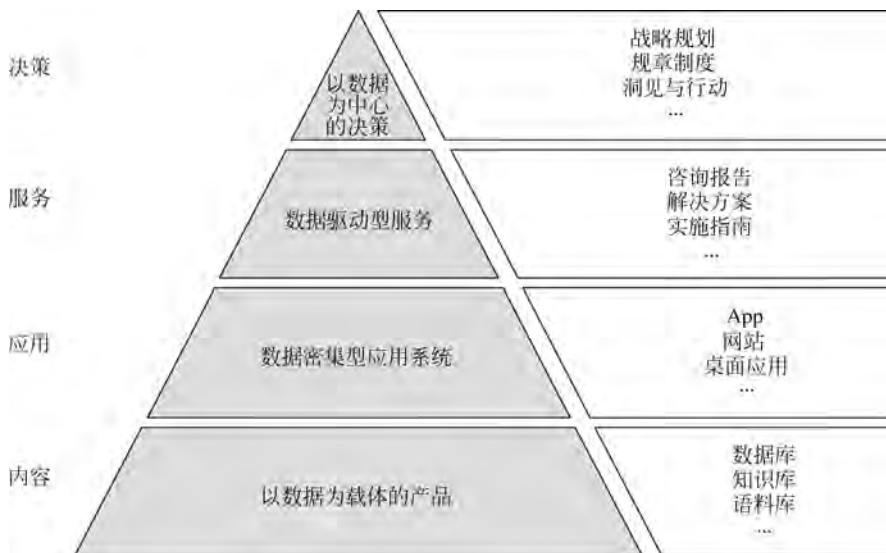 决策
以数据
为中心
的决策
战略规划
规章制度
洞见与行动
...
服务
数据驱动型服务
咨询报告
解决方案
实施指南
...
应用
数据密集型应用系统
App
网站
桌面应用
...
内容
以数据为载体的产品
数据库
知识库
语料库
...